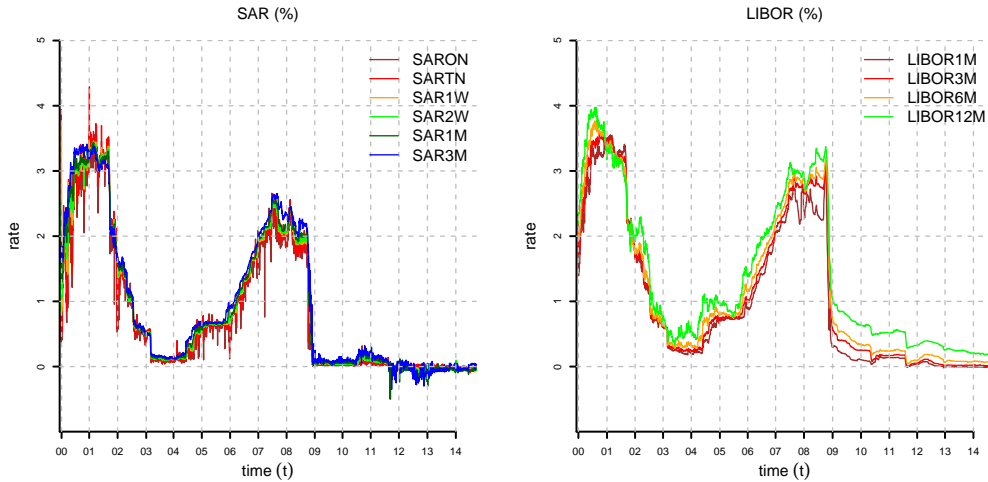 SAR (%)
5
4
3
2
1
0
rate
SARON
SARTN
SAR1W
SAR2W
SAR1M
SAR3M
00 01 02 03 04 05 06 07 08 09 10 11 12 13 14
time (t)
LIBOR (%)
5
4
3
2
1
0
rate
LIBOR1M
LIBOR3M
LIBOR6M
LIBOR12M
00 01 02 03 04 05 06 07 08 09 10 11 12 13 14
time (t)